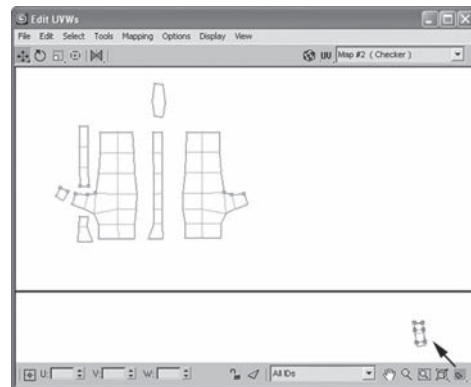 Edit UVWs
File Edit Select Tools Mapping Options Display View
UV Map #2 ( Checker )
U: V: W: All IDs